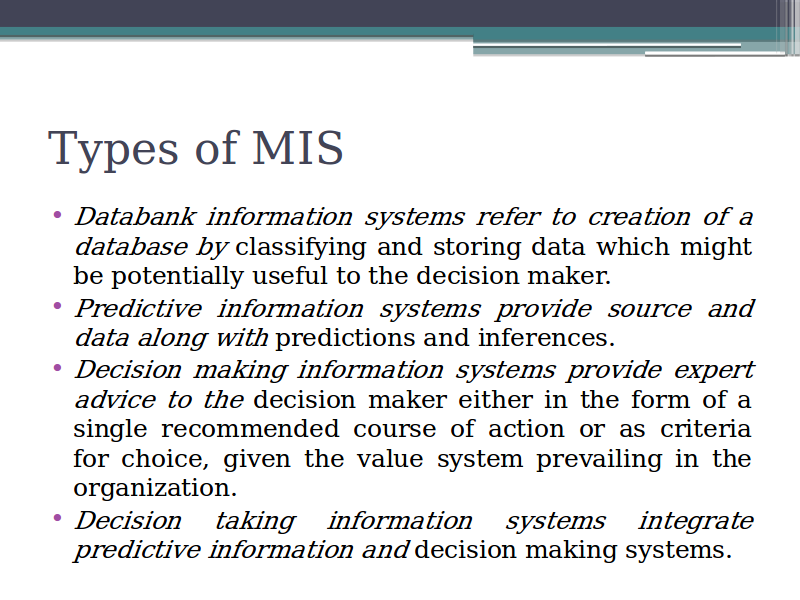 Types of MIS
• Databank information systems refer to creation of a
database by classifying and storing data which might
be potentially useful to the decision maker.
• Predictive information systems provide source and
data along with predictions and inferences.
• Decision making information systems provide expert
advice to the decision maker either in the form of a
single recommended course of action or as criteria
for choice, given the value system prevailing in the
organization.
• Decision taking information systems integrate
predictive information and decision making systems.